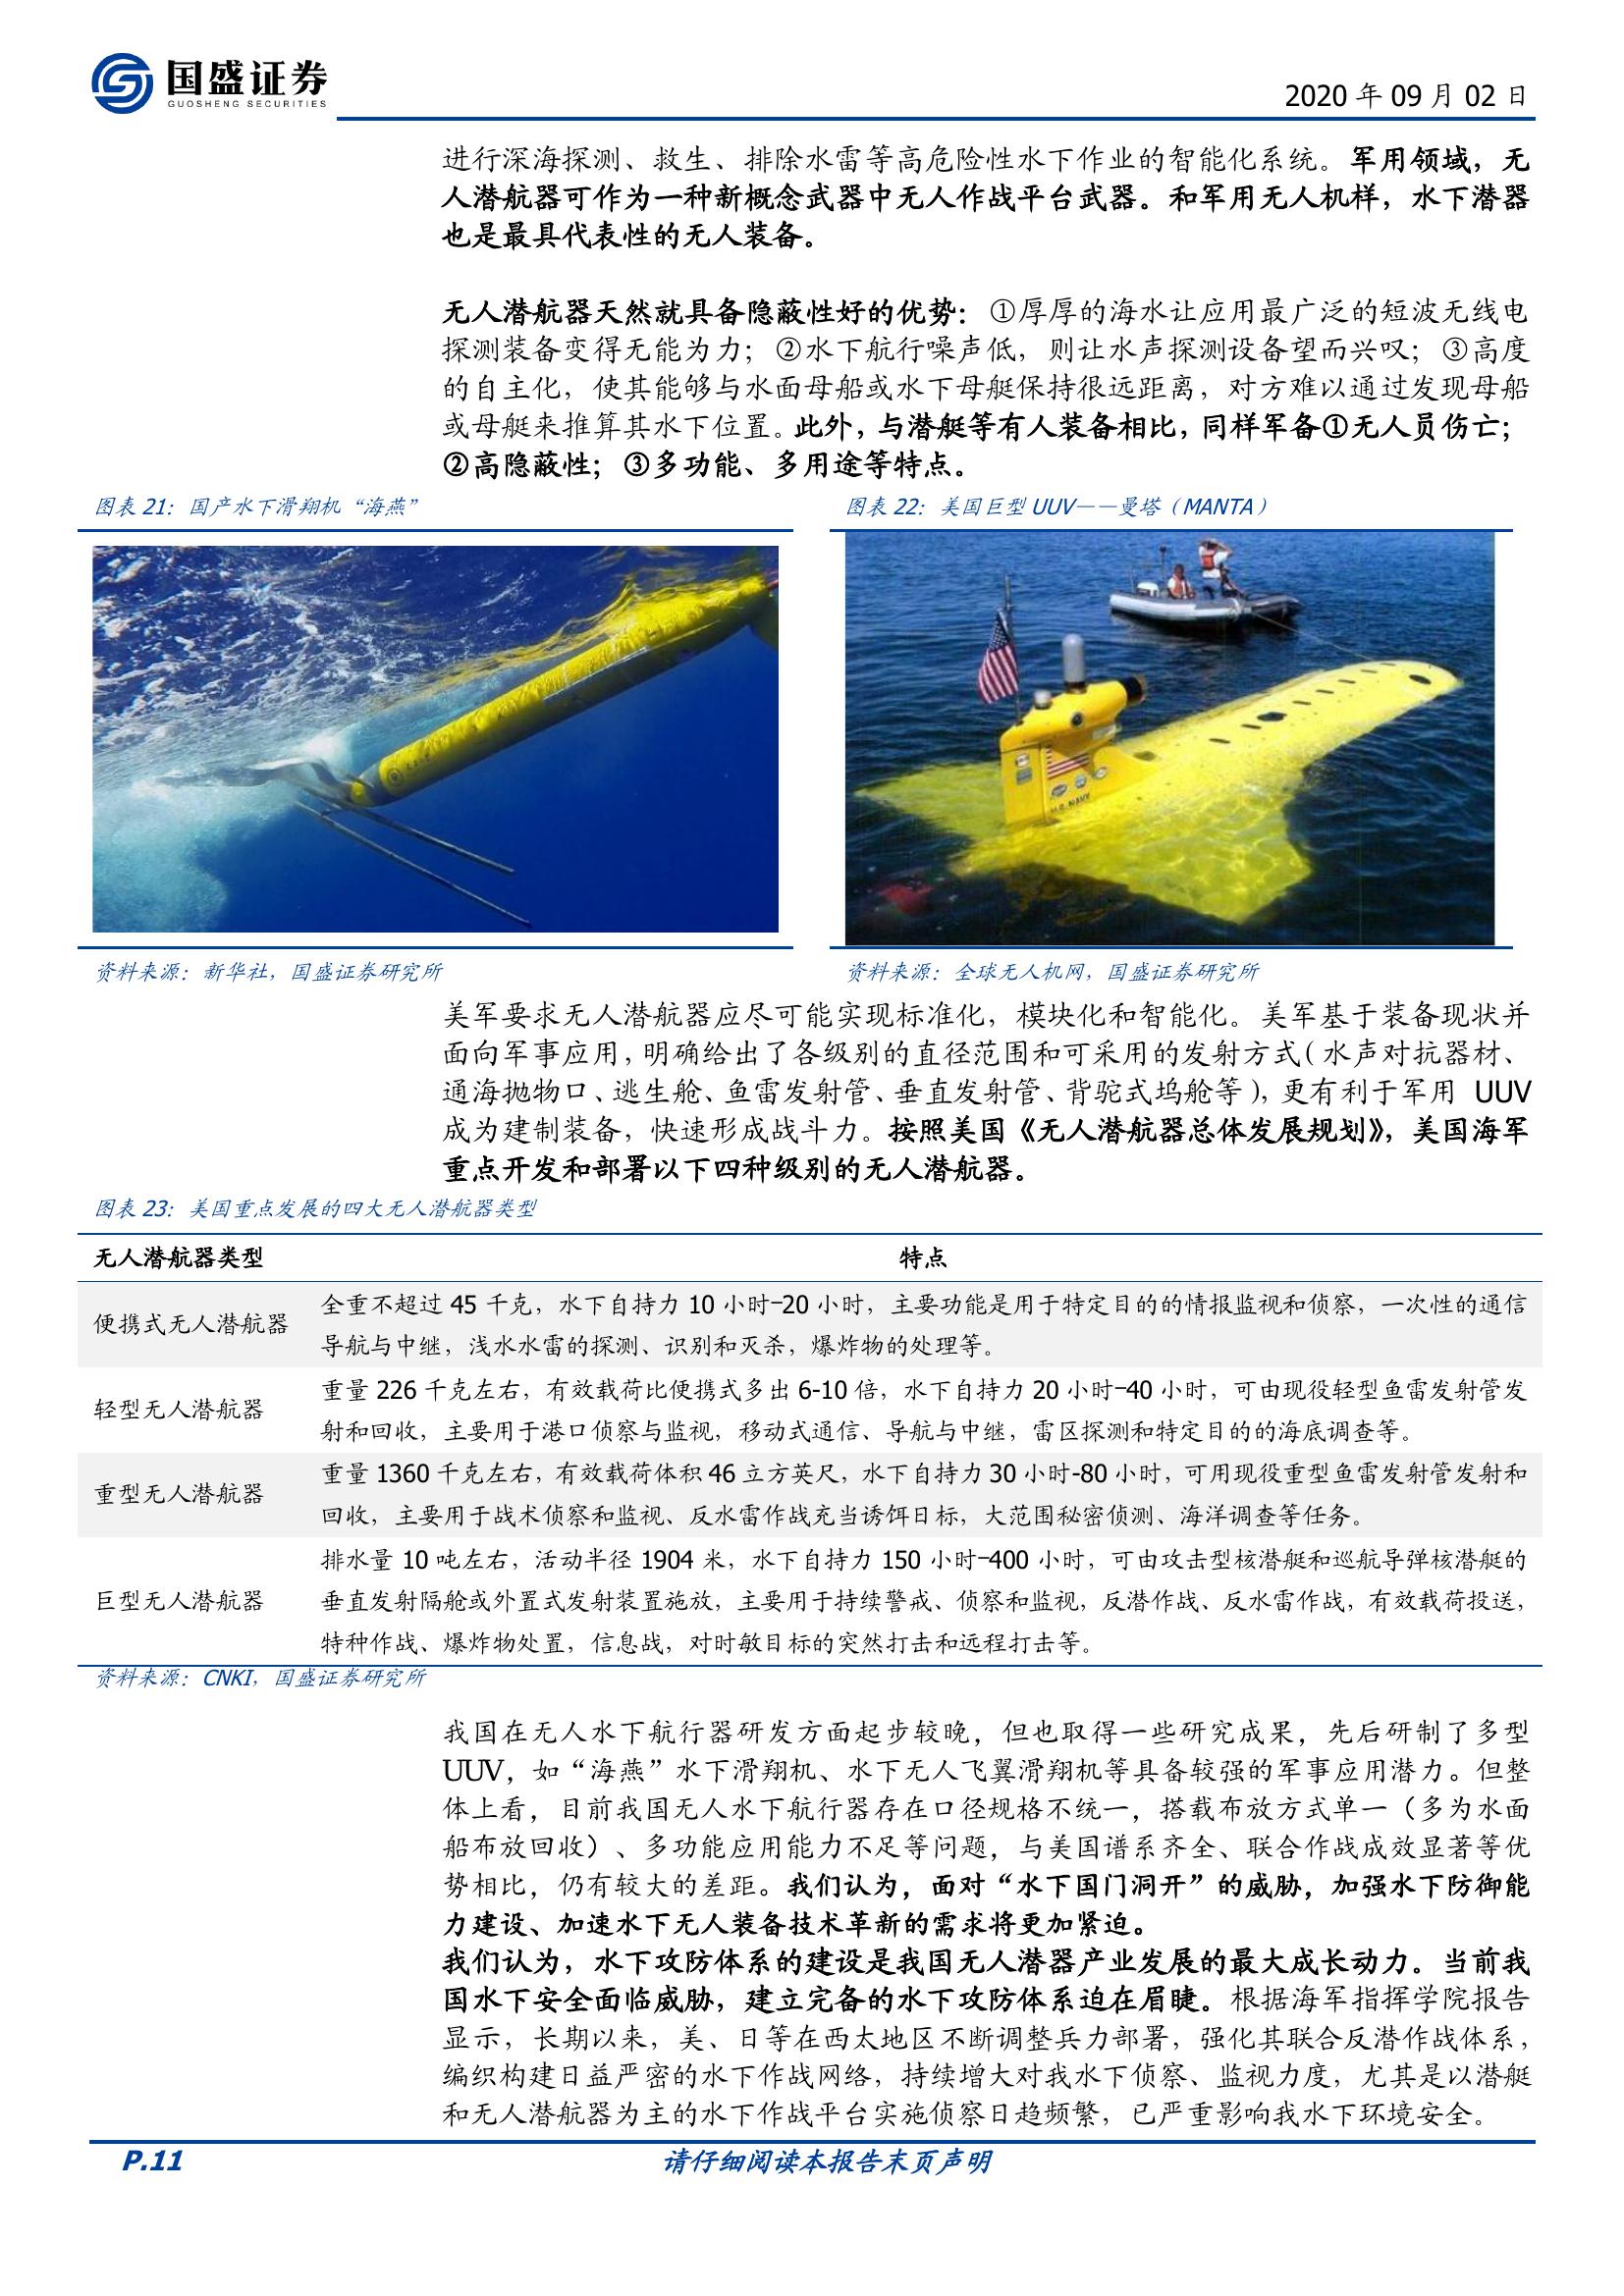 国盛证券
GUOSHENG SECURITIES
2020 年 09 月 02 日
进行深海探测、救生、排除水雷等高危险性水下作业的智能化系统。军用领域，无
人潜航器可作为一种新概念武器中无人作战平台武器。和军用无人机样，水下潜器
也是最具代表性的无人装备。
无人潜航器天然就具备隐蔽性好的优势：①厚厚的海水让应用最广泛的短波无线电
探测装备变得无能为力；②水下航行噪声低，则让水声探测设备望而兴叹；③高度
的自主化，使其能够与水面母船或水下母艇保持很远距离，对方难以通过发现母船
或母艇来推算其水下位置。此外，与潜艇等有人装备相比，同样军备①无人员伤亡；
②高隐蔽性；③多功能、多用途等特点。
图表 21：国产水下滑翔机“海燕”
图表 22：美国巨型 UUV——曼塔（MANTA）
U.S. NAVY
资料来源：新华社，国盛证券研究所
资料来源：全球无人机网，国盛证券研究所
美军要求无人潜航器应尽可能实现标准化，模块化和智能化。美军基于装备现状并
面向军事应用，明确给出了各级别的直径范围和可采用的发射方式（水声对抗器材、
通海抛物口、逃生舱、鱼雷发射管、垂直发射管、背驼式坞舱等），更有利于军用 UUV
成为建制装备，快速形成战斗力。按照美国《无人潜航器总体发展规划》，美国海军
重点开发和部署以下四种级别的无人潜航器。
图表 23：美国重点发展的四大无人潜航器类型
无人潜航器类型 特点
便携式无人潜航器 全重不超过 45 千克，水下自持力 10 小时–20 小时，主要功能是用于特定目的的情报监视和侦察，一次性的通信
导航与中继，浅水水雷的探测、识别和灭杀，爆炸物的处理等。
轻型无人潜航器 重量 226 千克左右，有效载荷比便携式多出 6-10 倍，水下自持力 20 小时–40 小时，可由现役轻型鱼雷发射管发
射和回收，主要用于港口侦察与监视，移动式通信、导航与中继，雷区探测和特定目的的海底调查等。
重型无人潜航器 重量 1360 千克左右，有效载荷体积 46 立方英尺，水下自持力 30 小时-80 小时，可用现役重型鱼雷发射管发射和
回收，主要用于战术侦察和监视、反水雷作战充当诱饵目标，大范围秘密侦测、海洋调查等任务。
巨型无人潜航器 排水量 10 吨左右，活动半径 1904 米，水下自持力 150 小时–400 小时，可由攻击型核潜艇和巡航导弹核潜艇的
垂直发射隔舱或外置式发射装置施放，主要用于持续警戒、侦察和监视，反潜作战、反水雷作战，有效载荷投送，
特种作战、爆炸物处置，信息战，对时敏目标的突然打击和远程打击等。
资料来源：CNKI，国盛证券研究所
我国在无人水下航行器研发方面起步较晚，但也取得一些研究成果，先后研制了多型
UUV，如“海燕”水下滑翔机、水下无人飞翼滑翔机等具备较强的军事应用潜力。但整
体上看，目前我国无人水下航行器存在口径规格不统一，搭载布放方式单一（多为水面
船布放回收）、多功能应用能力不足等问题，与美国谱系齐全、联合作战成效显著等优
势相比，仍有较大的差距。我们认为，面对“水下国门洞开”的威胁，加强水下防御能
力建设、加速水下无人装备技术革新的需求将更加紧迫。
我们认为，水下攻防体系的建设是我国无人潜器产业发展的最大成长动力。当前我
国水下安全面临威胁，建立完备的水下攻防体系迫在眉睫。根据海军指挥学院报告
显示，长期以来，美、日等在西太地区不断调整兵力部署，强化其联合反潜作战体系，
编织构建日益严密的水下作战网络，持续增大对我水下侦察、监视力度，尤其是以潜艇
和无人潜航器为主的水下作战平台实施侦察日趋频繁，已严重影响我水下环境安全。
P.11
请仔细阅读本报告末页声明